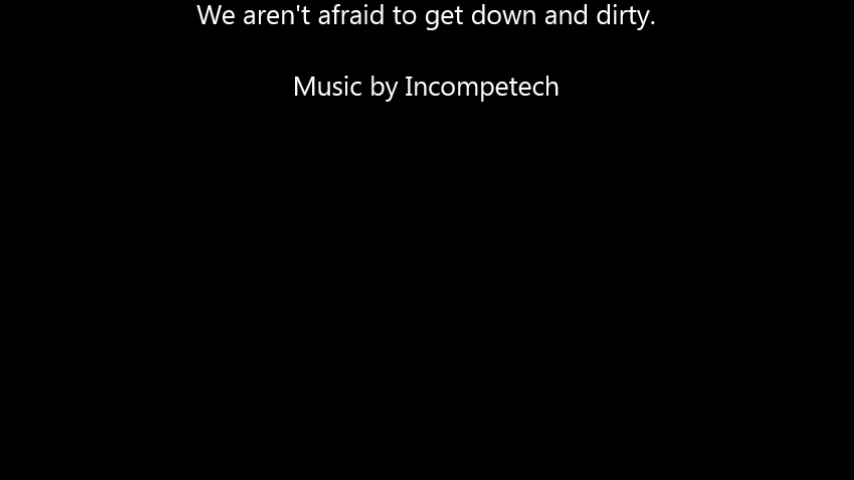 We aren't afraid to get down and dirty.
Music by Incompetech